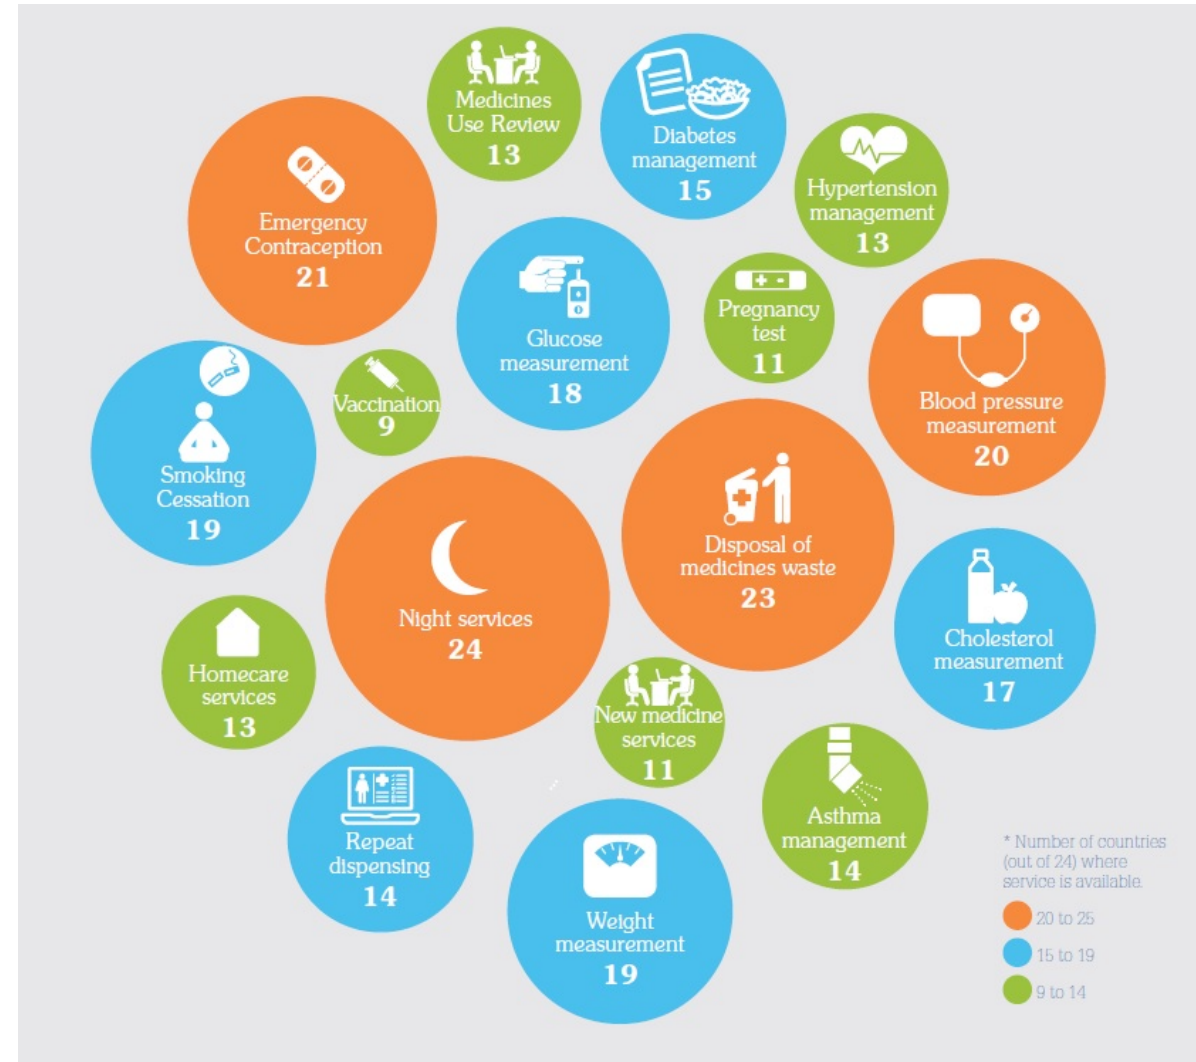 Medicines
Use Review
13
Diabetes
management
15
Hypertension
management
13
Emergency
Contraception
21
Glucose
measurement
18
Pregnancy
test
11
Blood pressure
measurement
20
Vaccination
9
Smoking
Cessation
19
Disposal of
medicines waste
23
Night services
24
Cholesterol
measurement
17
Homecare
services
13
New medicine
services
11
Repeat
dispensing
14
Asthma
management
14
Weight
measurement
19
* Number of countries
(out of 24) where
service is available.
20 to 25
15 to 19
9 to 14